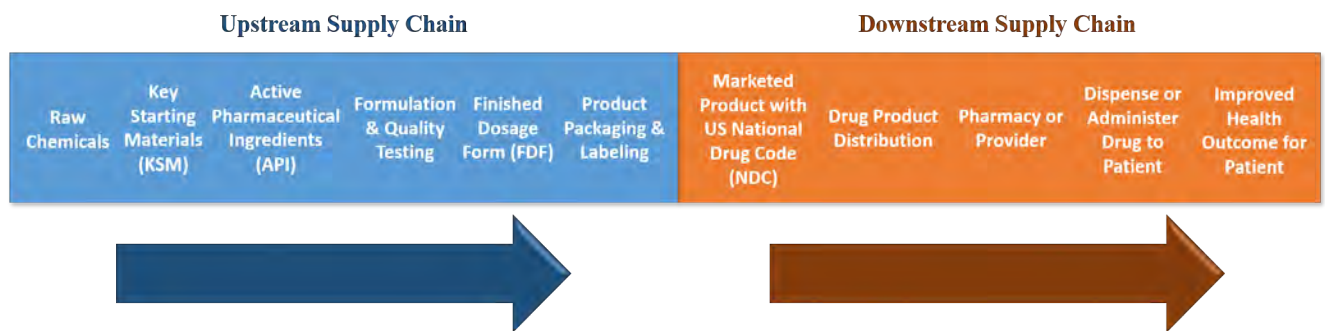 Upstream Supply Chain
Downstream Supply Chain
Raw
Chemicals
Key
Starting
Materials
(KSM)
Active
Pharmaceutical
Ingredients
(API)
Formulation
& Quality
Testing
Finished
Dosage
Form (FDF)
Product
Packaging &
Labeling
Marketed
Product with
US National
Drug Code
(NDC)
Drug Product
Distribution
Pharmacy or
Provider
Dispense or
Administer
Drug to
Patient
Improved
Health
Outcome for
Patient